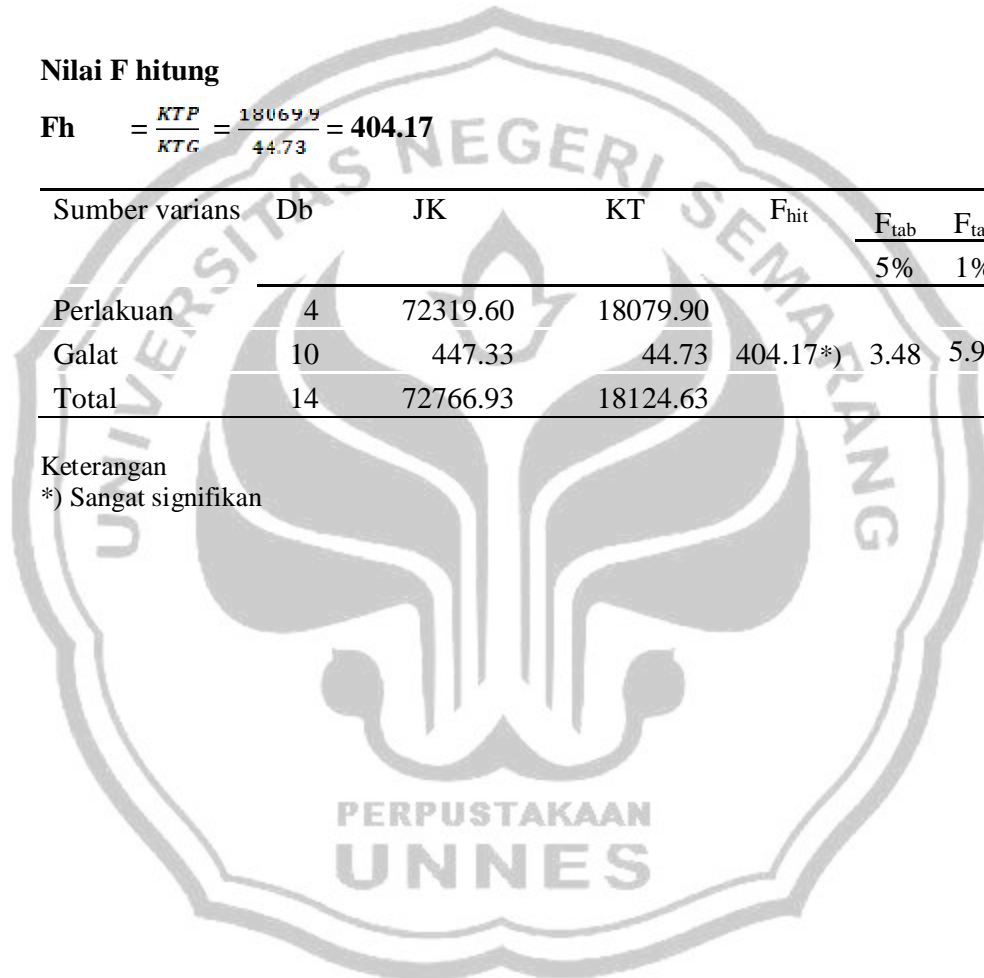 Nilai F hitung
Fh = KTP/KTG = 18069.9/44.73 = 404.17
Sumber varians Db JK KT Fhit Ftab Fta
5% 1%
Perlakuan 4 72319.60 18079.90
Galat 10 447.33 44.73 404.17*) 3.48 5.9
Total 14 72766.93 18124.63
Keterangan
*) Sangat signifikan
UNIVERSITAS NEGERI SEMARANG
PERPUSTAKAAN
UNNES